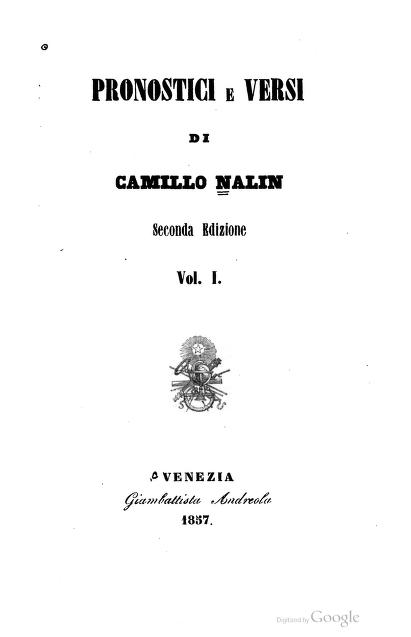 PRONOSTICI E VERSI
DI
CAMILLO NALIN
Seconda Edizione
Vol. I.
VENEZIA
Giambattista Andreola
1857.
Digitized by Google